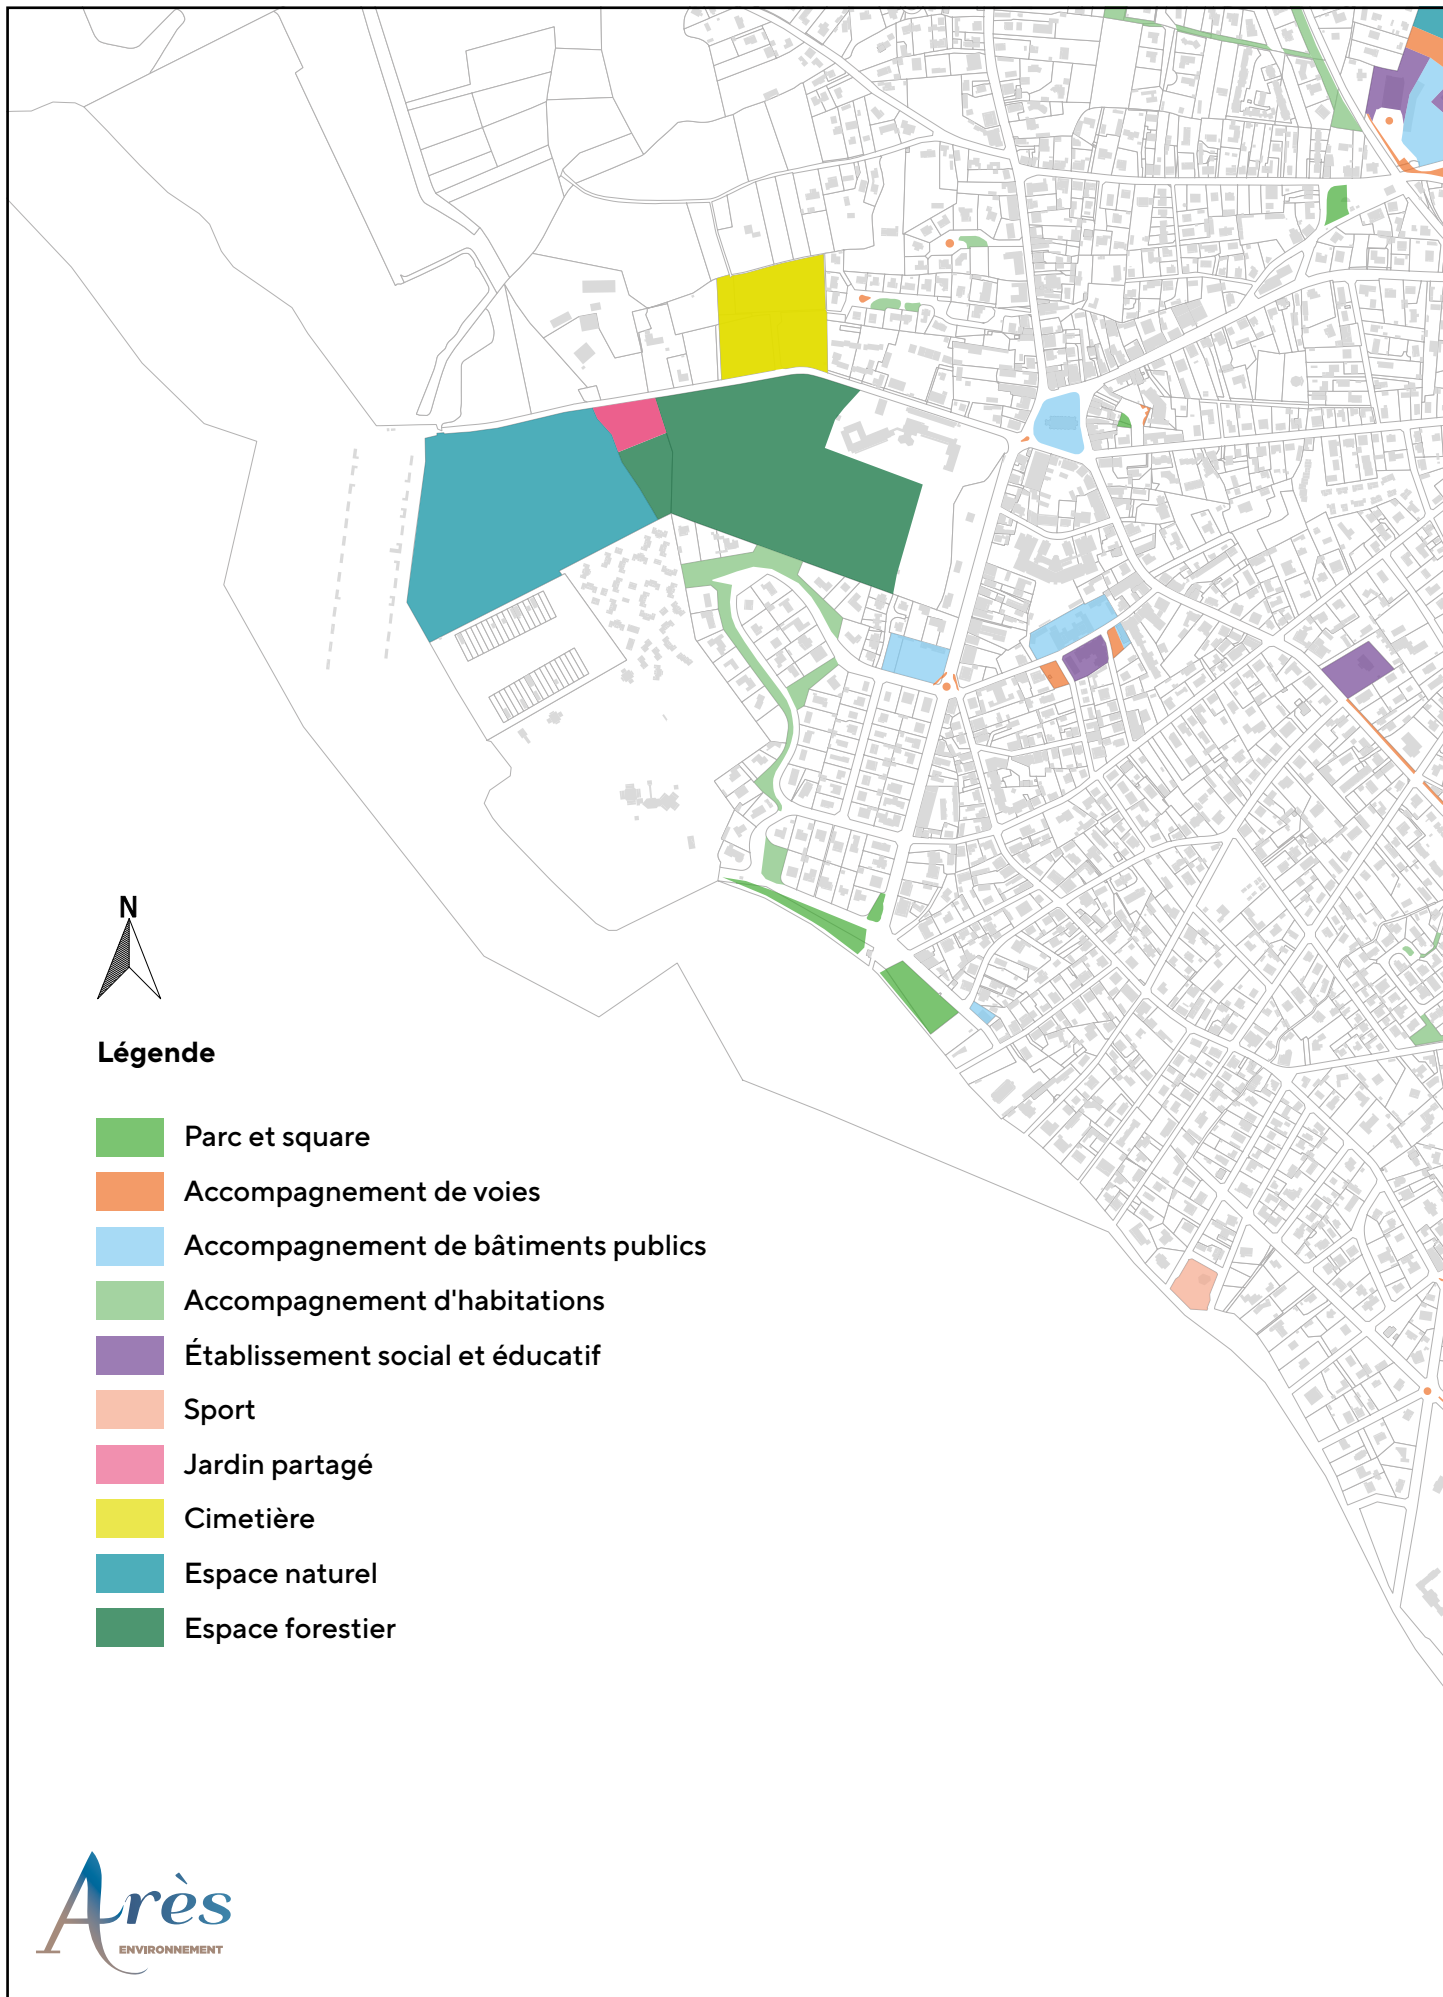 N
Légende
Parc et square
Accompagnement de voies
Accompagnement de bâtiments publics
Accompagnement d'habitations
Établissement social et éducatif
Sport
Jardin partagé
Cimetière
Espace naturel
Espace forestier
Arès
ENVIRONNEMENT